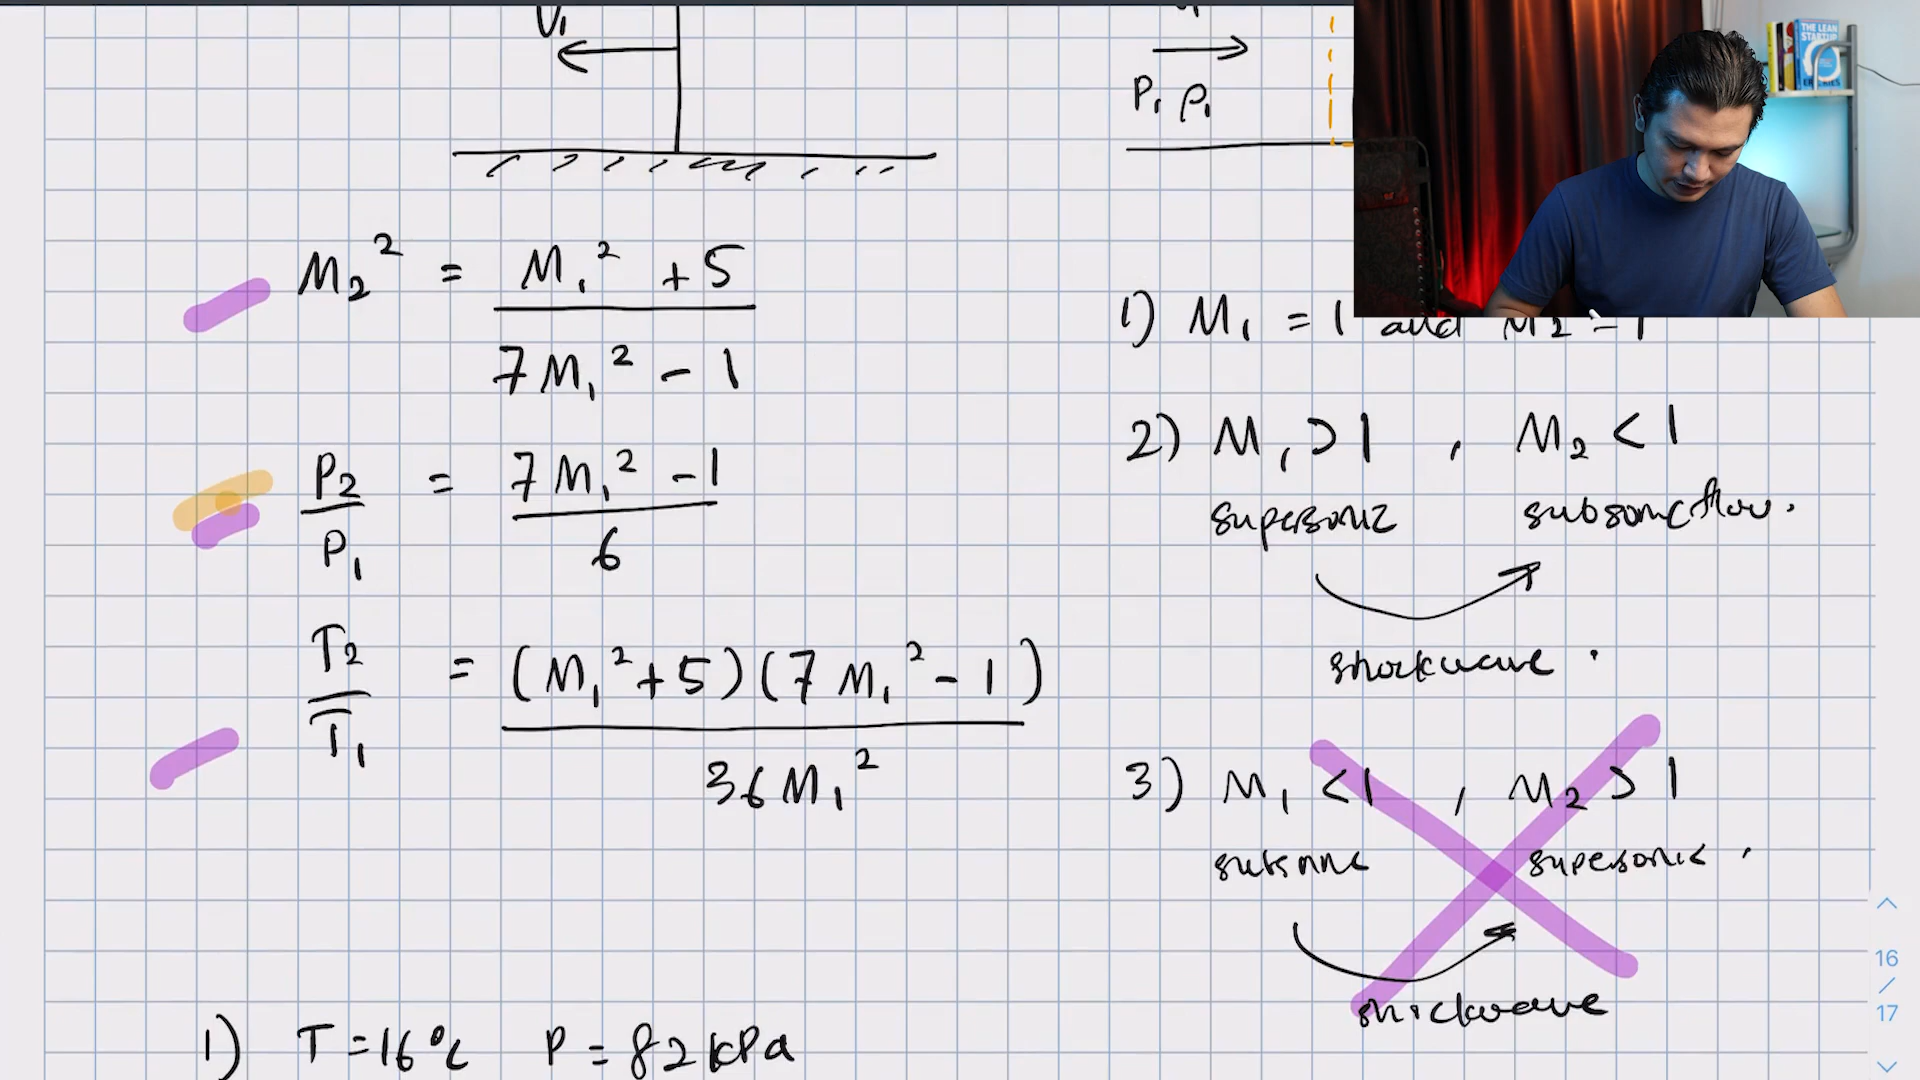 V₁
P₁ ρ₁
THE LEAN
STARTUP
M₂² = (M₁² + 5) / (7M₁² - 1)
P₂/P₁ = (7M₁² - 1) / 6
T₂/T₁ = (M₁² + 5)(7M₁² - 1) / 36M₁²
1) T = 16°C P = 82 kPa
1) M₁ = 1 and M₂ = 1
2) M₁ > 1 , M₂ < 1
supersonic subsonic flow.
shockwave .
3) M₁ < 1 , M₂ > 1
subsonic supersonic .
shockwave
16
/
17